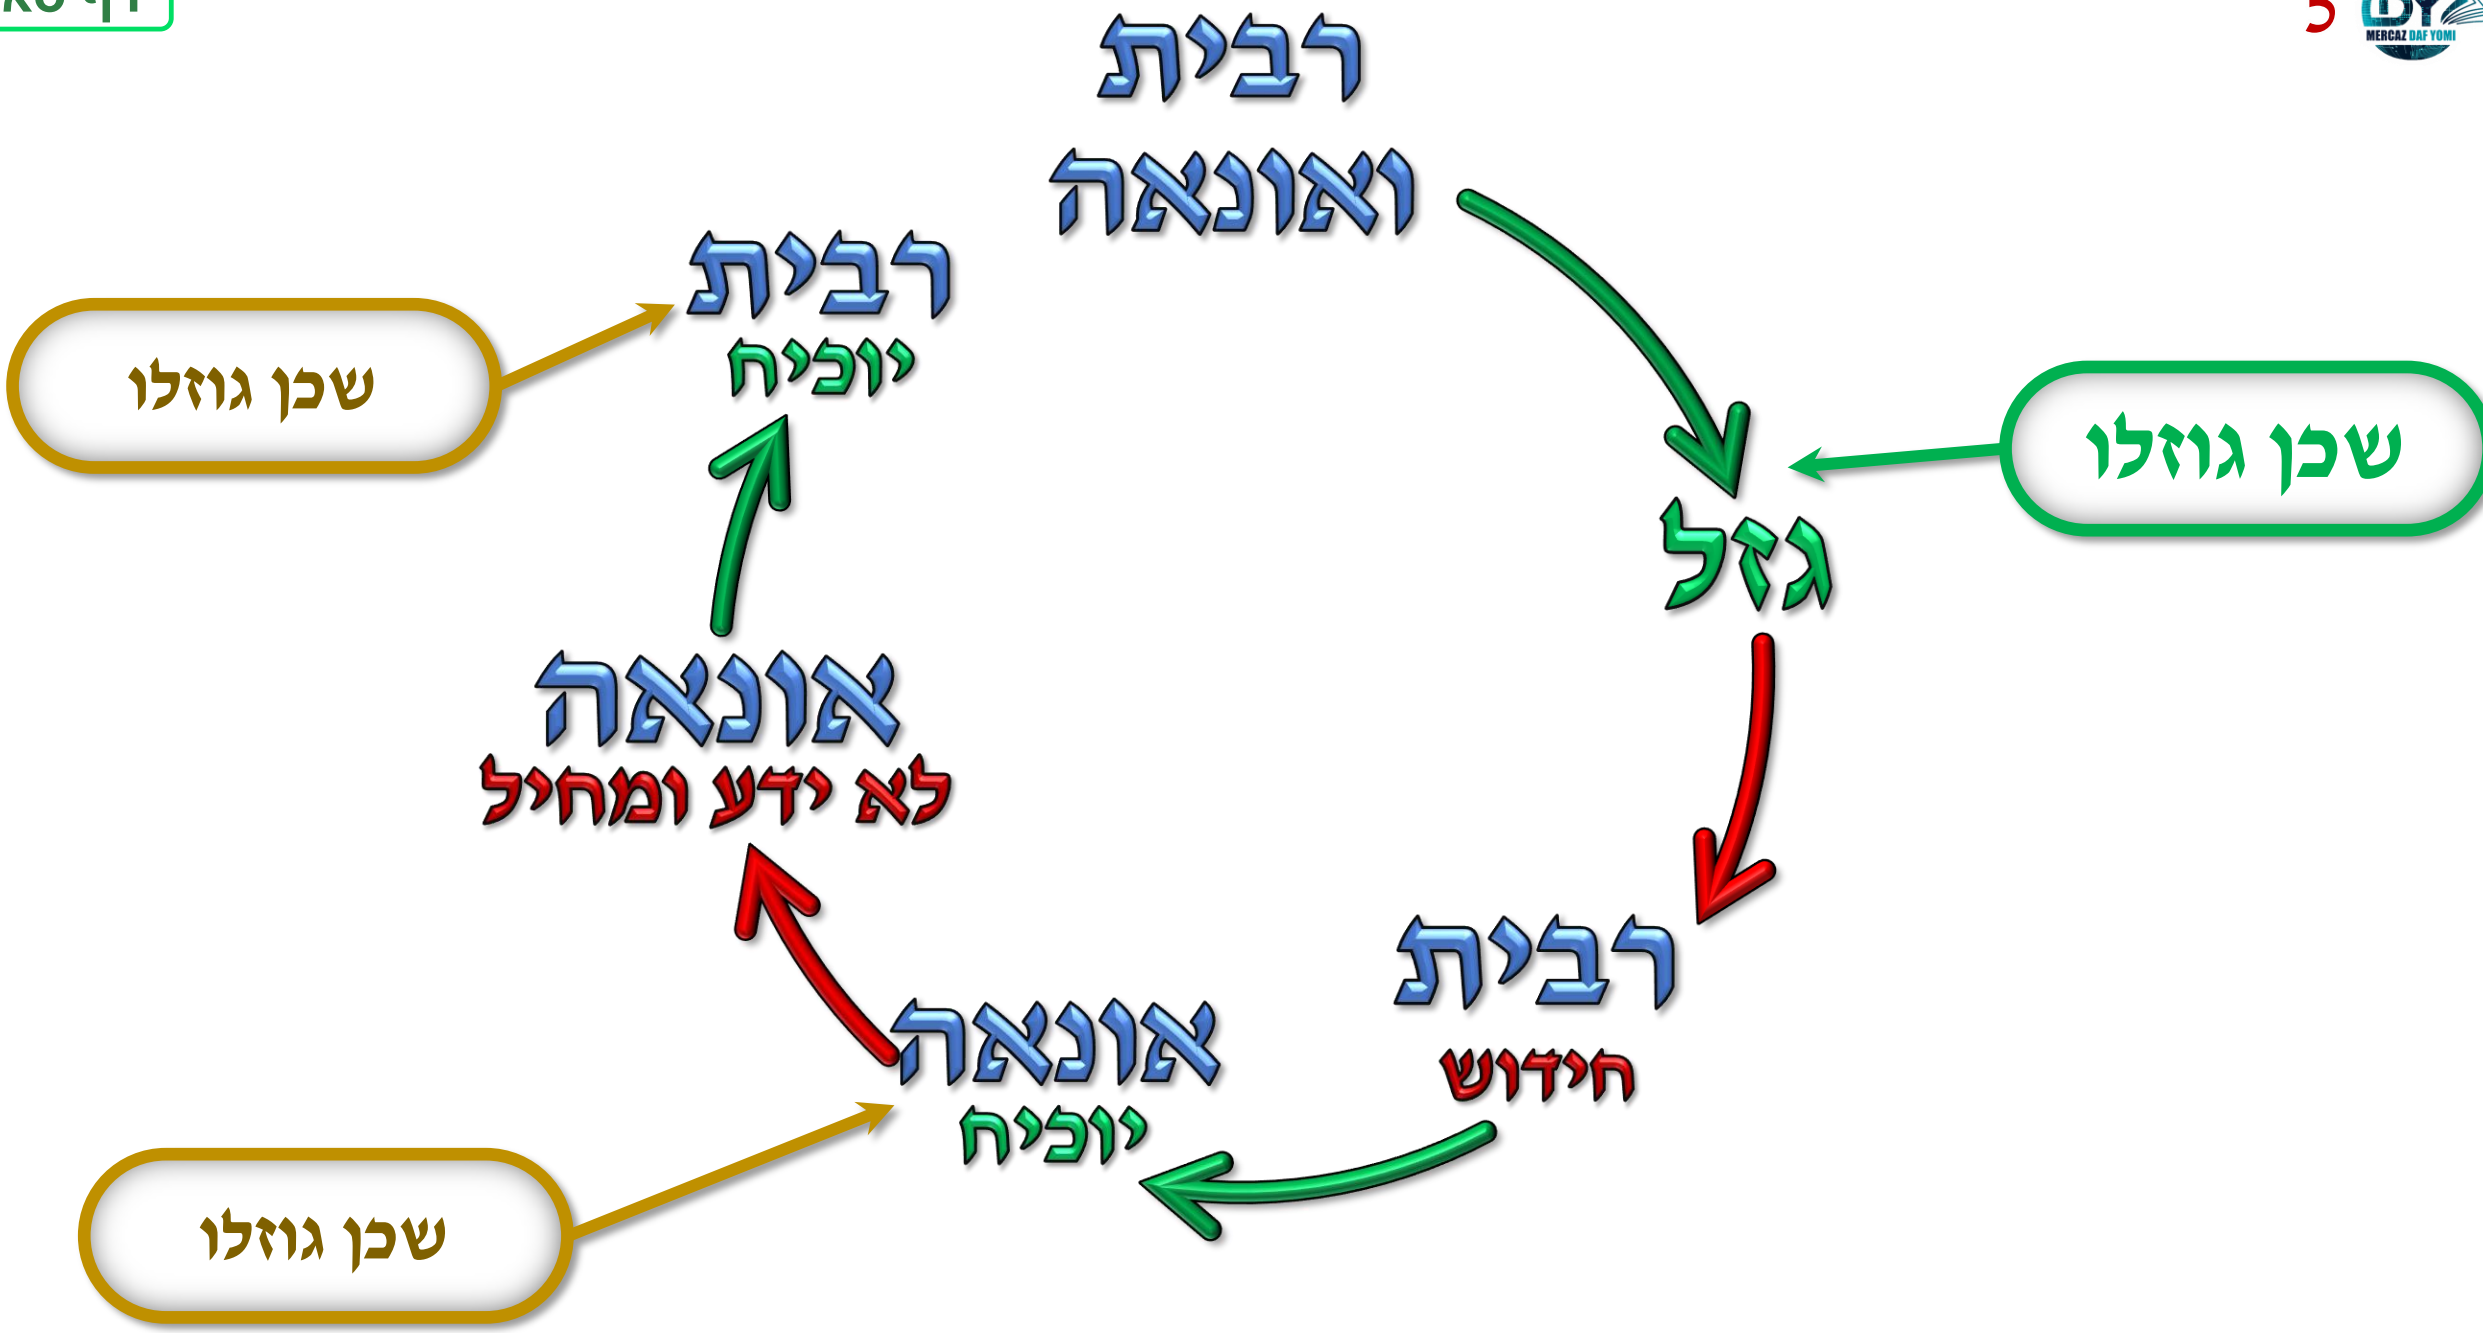 MERCAZ DAF YOMI
רבית
ואונאה
שכן גוזלו
גזל
רבית
חידוש
אונאה
יוכיח
שכן גוזלו
אונאה
לא ידע ומחיל
רבית
יוכיח
שכן גוזלו